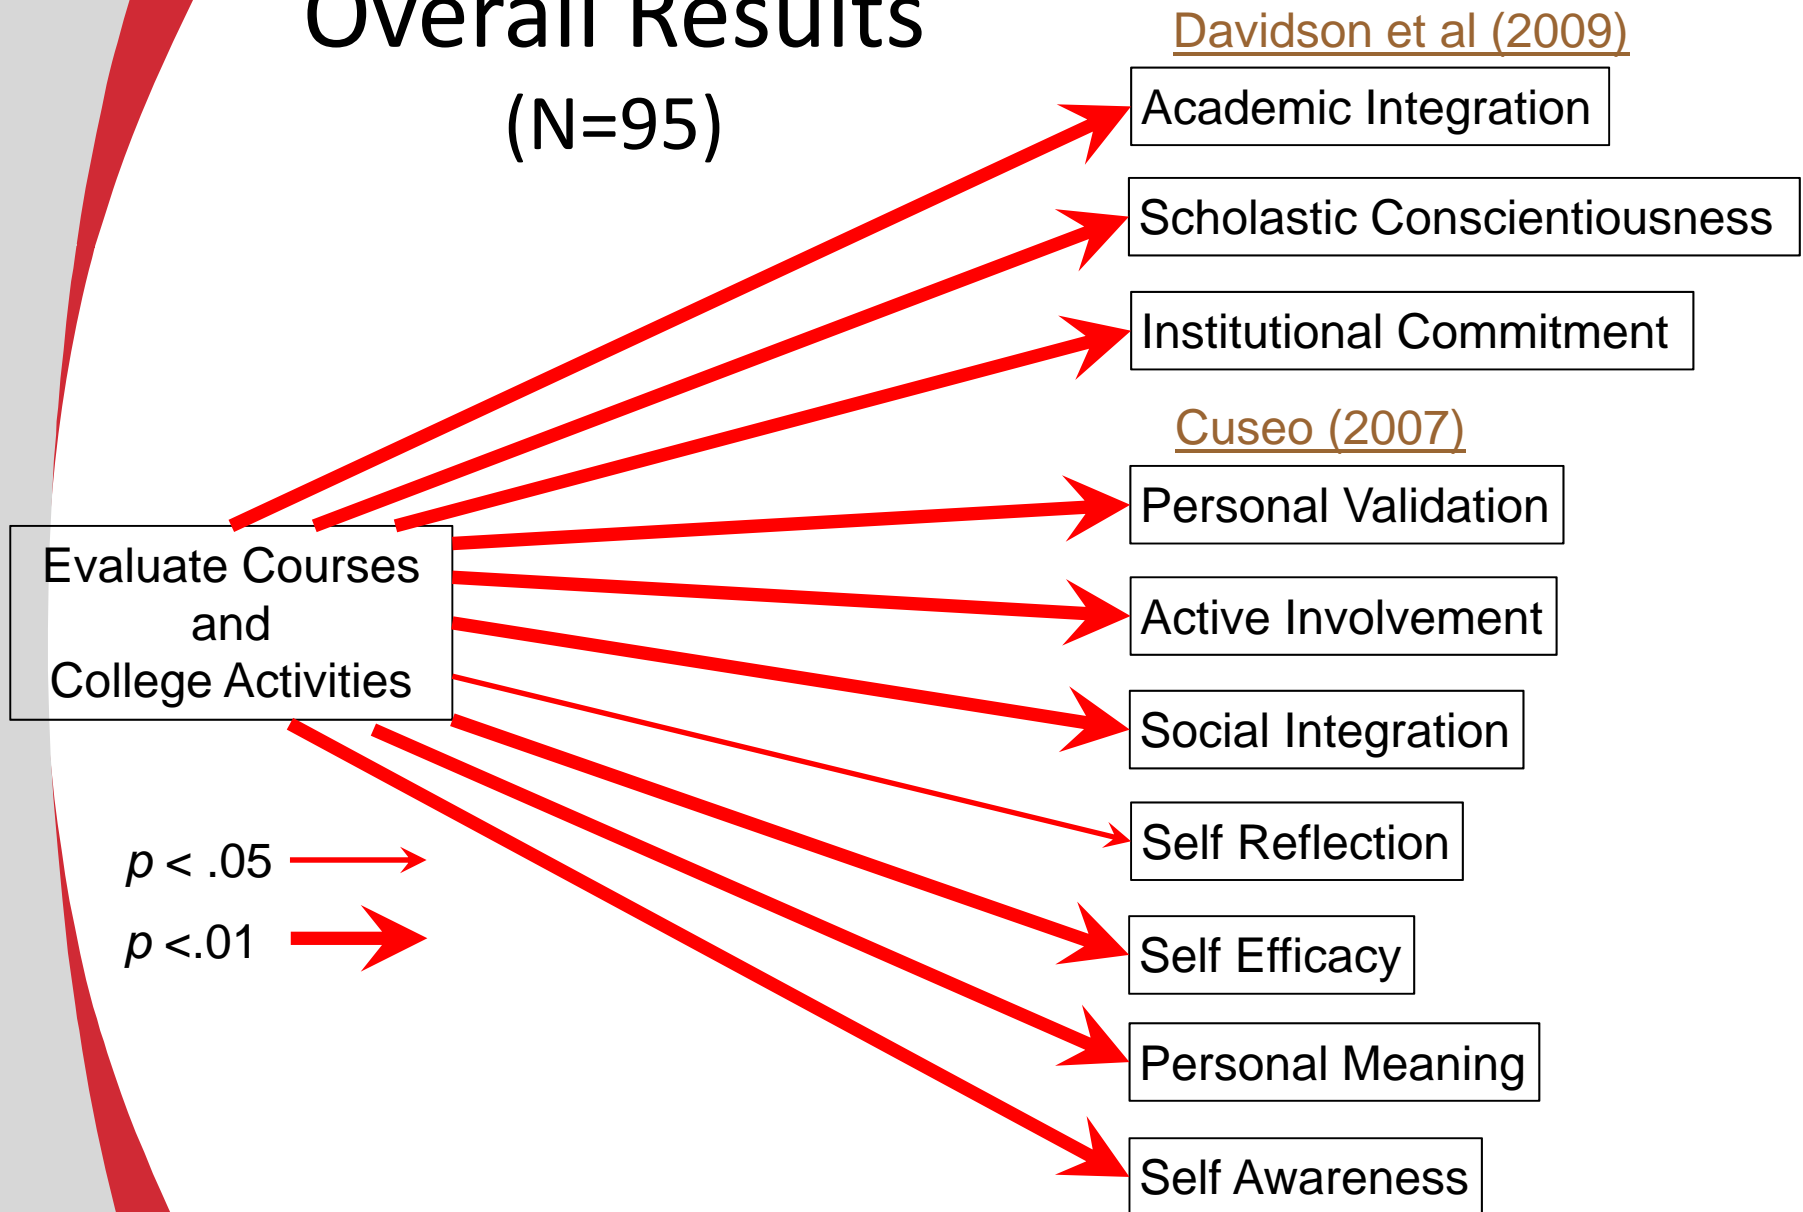 Overall Results
(N=95)
Davidson et al (2009)
Academic Integration
Scholastic Conscientiousness
Institutional Commitment
Cuseo (2007)
Personal Validation
Active Involvement
Social Integration
Self Reflection
Self Efficacy
Personal Meaning
Self Awareness
Evaluate Courses
and
College Activities
p < .05
p <.01